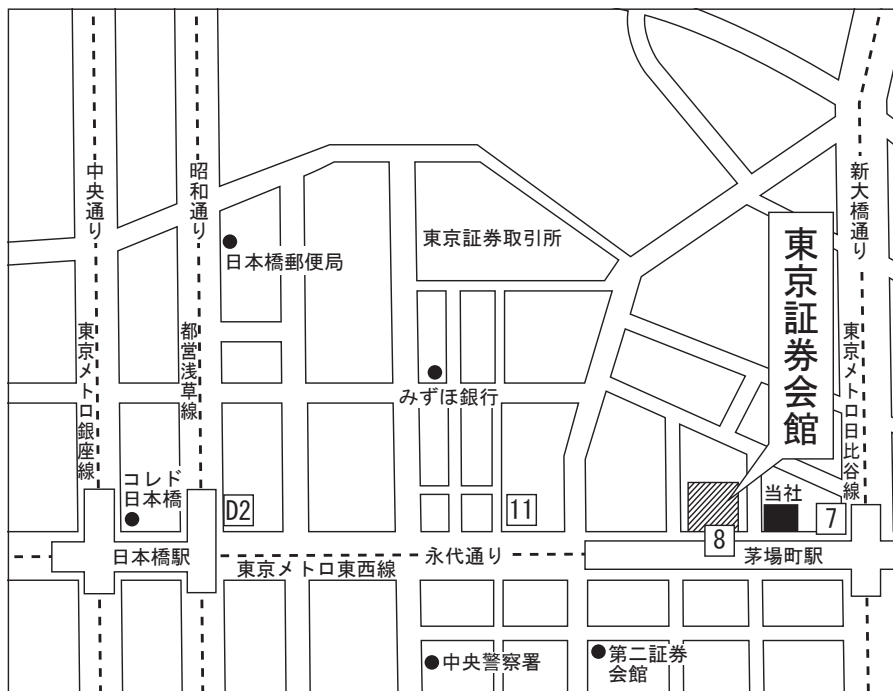 中央通り
昭和通り
新大橋通り
日本橋郵便局
東京証券取引所
東京証券会館
東京メトロ銀座線
都営浅草線
東京メトロ日比谷線
みずほ銀行
コレド
日本橋
D2
11
当社
7
8
日本橋駅
東京メトロ東西線
永代通り
茅場町駅
中央警察署
第二証券
会館